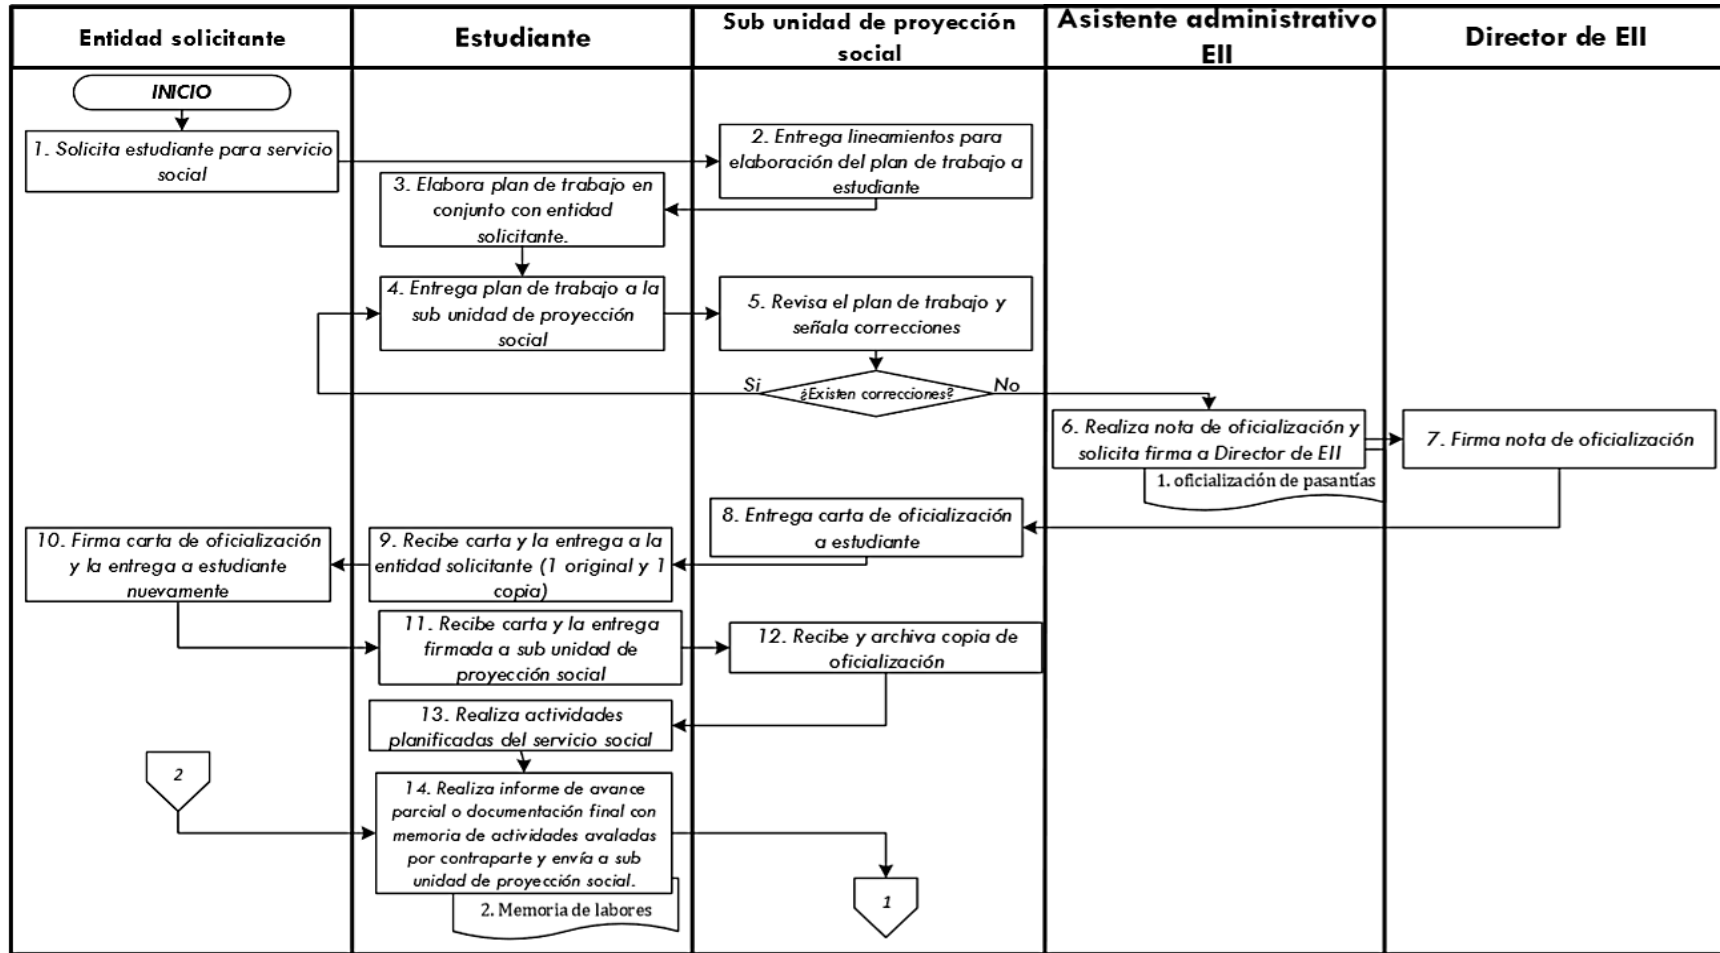 Entidad solicitante
Estudiante
Sub unidad de proyección
social
Asistente administrativo
EII
Director de EII
INICIO
1. Solicita estudiante para servicio
social
2. Entrega lineamientos para
elaboración del plan de trabajo a
estudiante
3. Elabora plan de trabajo en
conjunto con entidad
solicitante.
4. Entrega plan de trabajo a la
sub unidad de proyección
social
5. Revisa el plan de trabajo y
señala correcciones
Si
¿Existen correcciones?
No
6. Realiza nota de oficialización y
solicita firma a Director de EII
1. oficialización de pasantías
7. Firma nota de oficialización
8. Entrega carta de oficialización
a estudiante
9. Recibe carta y la entrega a la
entidad solicitante (1 original y 1
copia)
10. Firma carta de oficialización
y la entrega a estudiante
nuevamente
11. Recibe carta y la entrega
firmada a sub unidad de
proyección social
12. Recibe y archiva copia de
oficialización
13. Realiza actividades
planificadas del servicio social
2
14. Realiza informe de avance
parcial o documentación final con
memoria de actividades avaladas
por contraparte y envía a sub
unidad de proyección social.
2. Memoria de labores
1